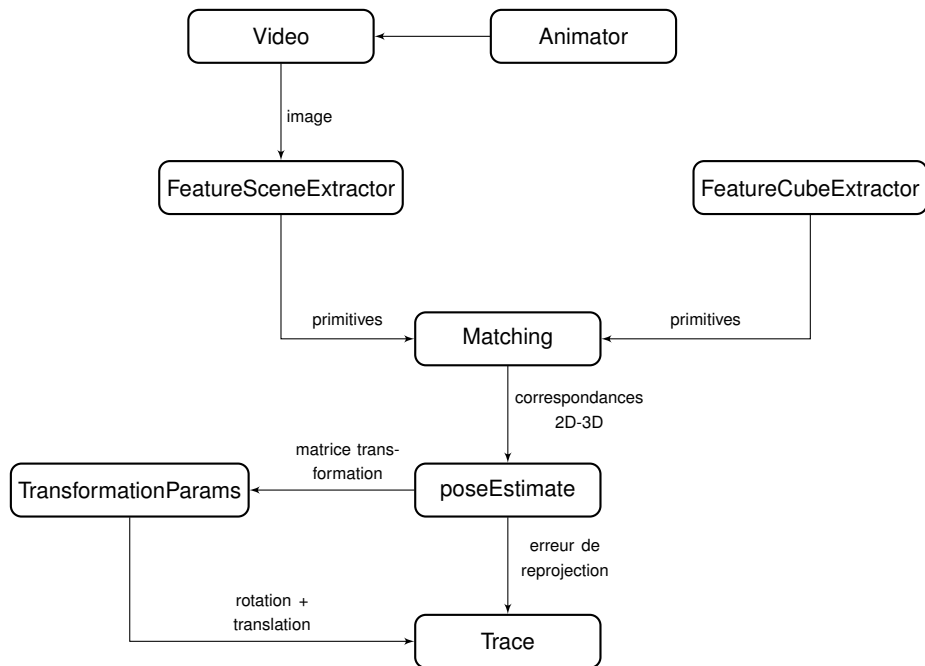 Video
Animator
image
FeatureSceneExtractor
FeatureCubeExtractor
primitives
Matching
primitives
correspondances
2D-3D
matrice trans-
formation
TransformationParams
poseEstimate
erreur de
reprojection
rotation +
translation
Trace